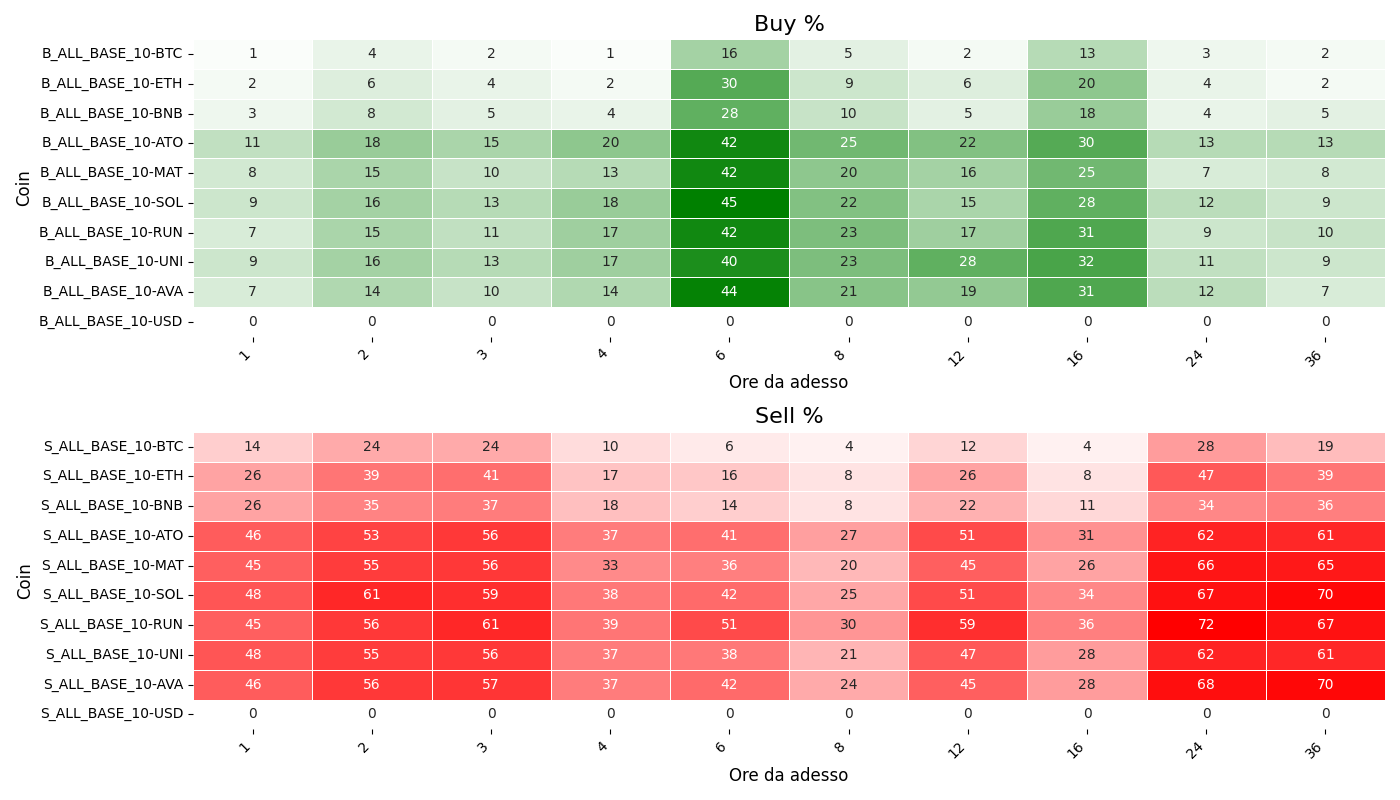 Buy %
Coin
B_ALL_BASE_10-BTC 1 4 2 1 16 5 2 13 3 2
B_ALL_BASE_10-ETH 2 6 4 2 30 9 6 20 4 2
B_ALL_BASE_10-BNB 3 8 5 4 28 10 5 18 4 5
B_ALL_BASE_10-ATO 11 18 15 20 42 25 22 30 13 13
B_ALL_BASE_10-MAT 8 15 10 13 42 20 16 25 7 8
B_ALL_BASE_10-SOL 9 16 13 18 45 22 15 28 12 9
B_ALL_BASE_10-RUN 7 15 11 17 42 23 17 31 9 10
B_ALL_BASE_10-UNI 9 16 13 17 40 23 28 32 11 9
B_ALL_BASE_10-AVA 7 14 10 14 44 21 19 31 12 7
B_ALL_BASE_10-USD 0 0 0 0 0 0 0 0 0 0
1 2 3 4 6 8 12 16 24 36
Ore da adesso
Sell %
Coin
S_ALL_BASE_10-BTC 14 24 24 10 6 4 12 4 28 19
S_ALL_BASE_10-ETH 26 39 41 17 16 8 26 8 47 39
S_ALL_BASE_10-BNB 26 35 37 18 14 8 22 11 34 36
S_ALL_BASE_10-ATO 46 53 56 37 41 27 51 31 62 61
S_ALL_BASE_10-MAT 45 55 56 33 36 20 45 26 66 65
S_ALL_BASE_10-SOL 48 61 59 38 42 25 51 34 67 70
S_ALL_BASE_10-RUN 45 56 61 39 51 30 59 36 72 67
S_ALL_BASE_10-UNI 48 55 56 37 38 21 47 28 62 61
S_ALL_BASE_10-AVA 46 56 57 37 42 24 45 28 68 70
S_ALL_BASE_10-USD 0 0 0 0 0 0 0 0 0 0
1 2 3 4 6 8 12 16 24 36
Ore da adesso